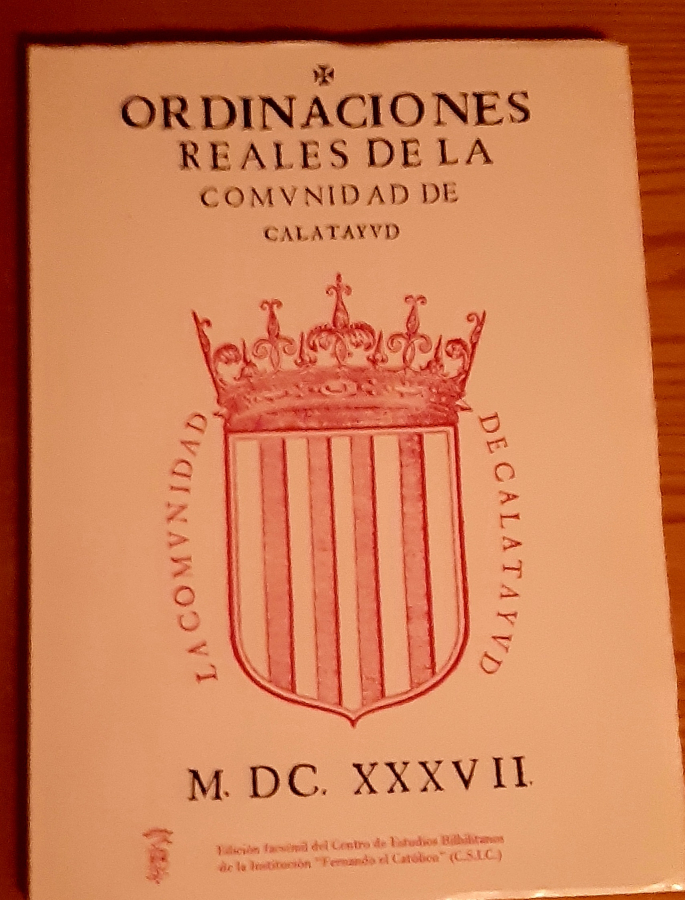 ORDINACIONES
REALES DE LA
COMVNIDAD DE
CALATAYVD
LA COMVNIDAD
DE CALATAYVD
M. DC. XXXVII.
Edición facsímil del Centro de Estudios Bilbilitanos
de la Institución "Fernando el Católico" (C.S.I.C.)